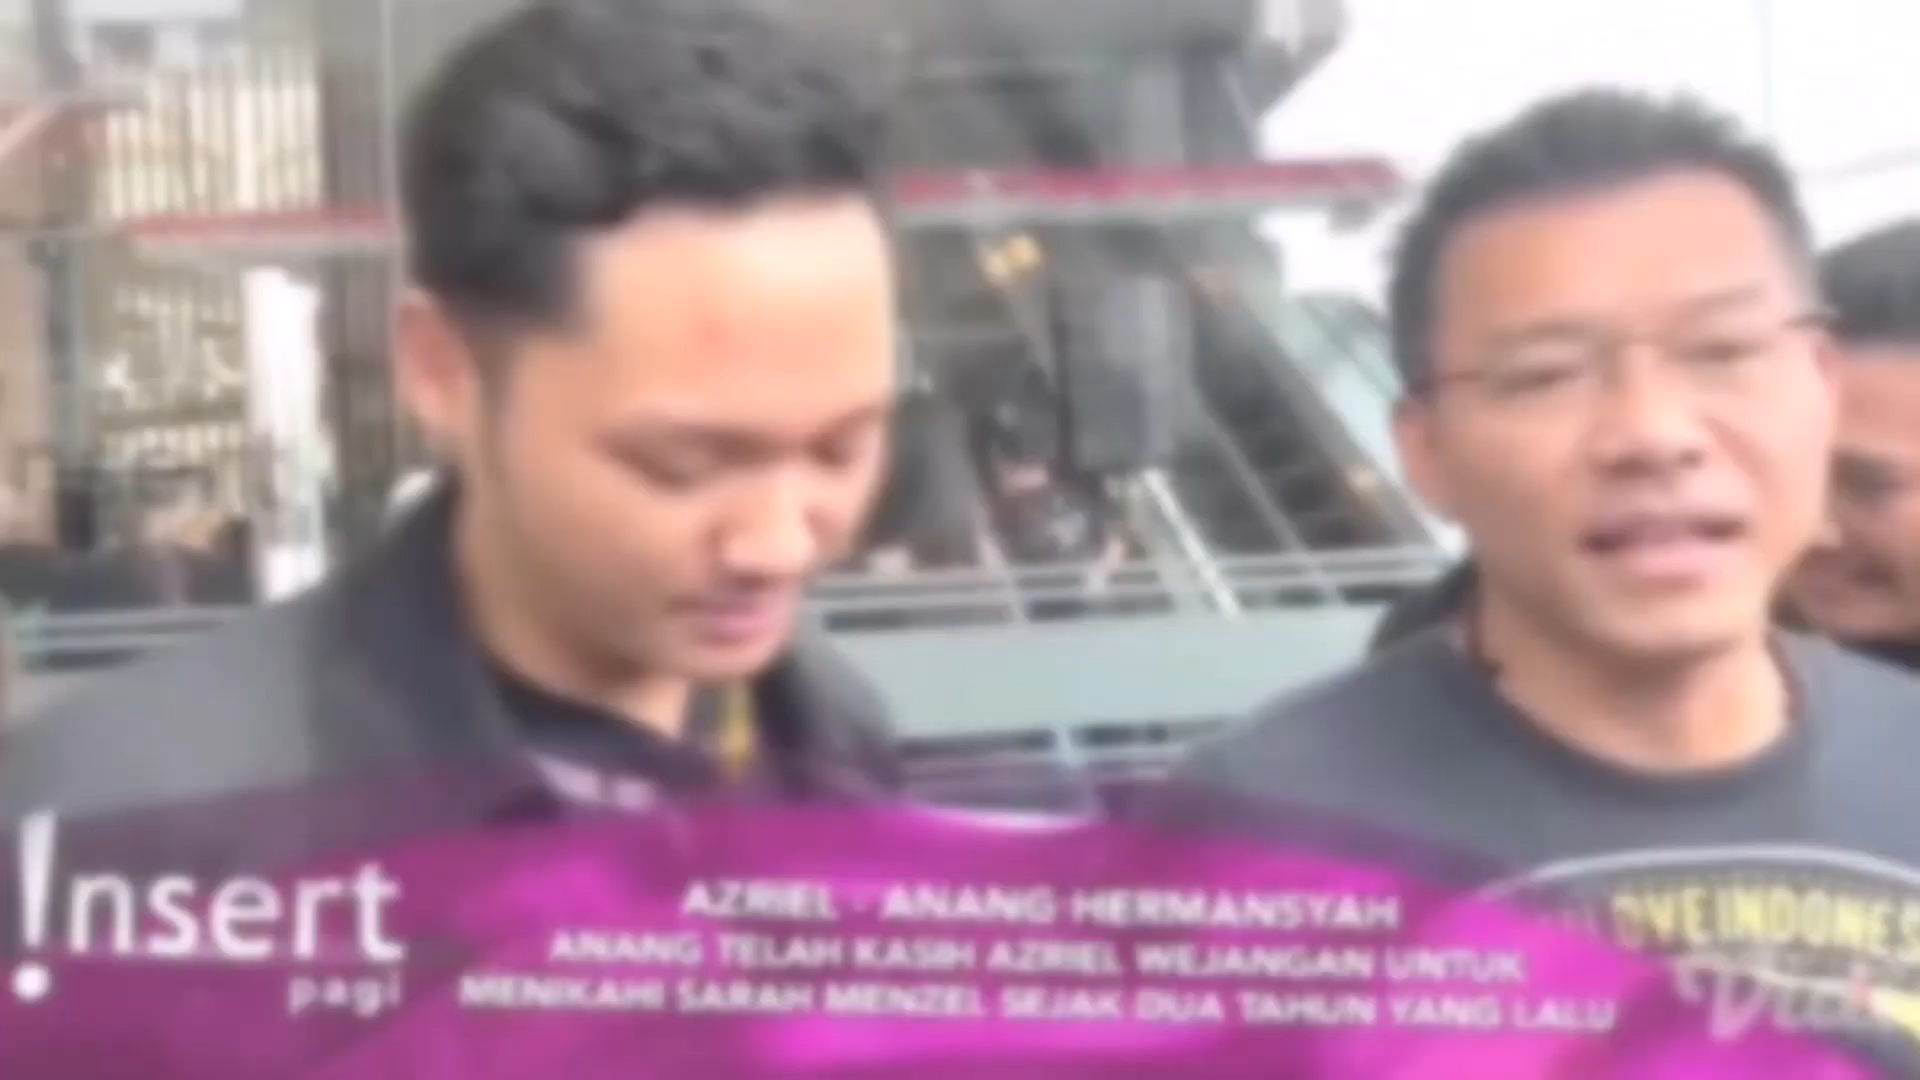 !nsert
pagi
AZRIEL - ANANG HERMANSYAH
ANANG TELAH KASIH AZRIEL WEJANGAN UNTUK
MENIKAHI SARAH MENZEL SEJAK DUA TAHUN YANG LALU